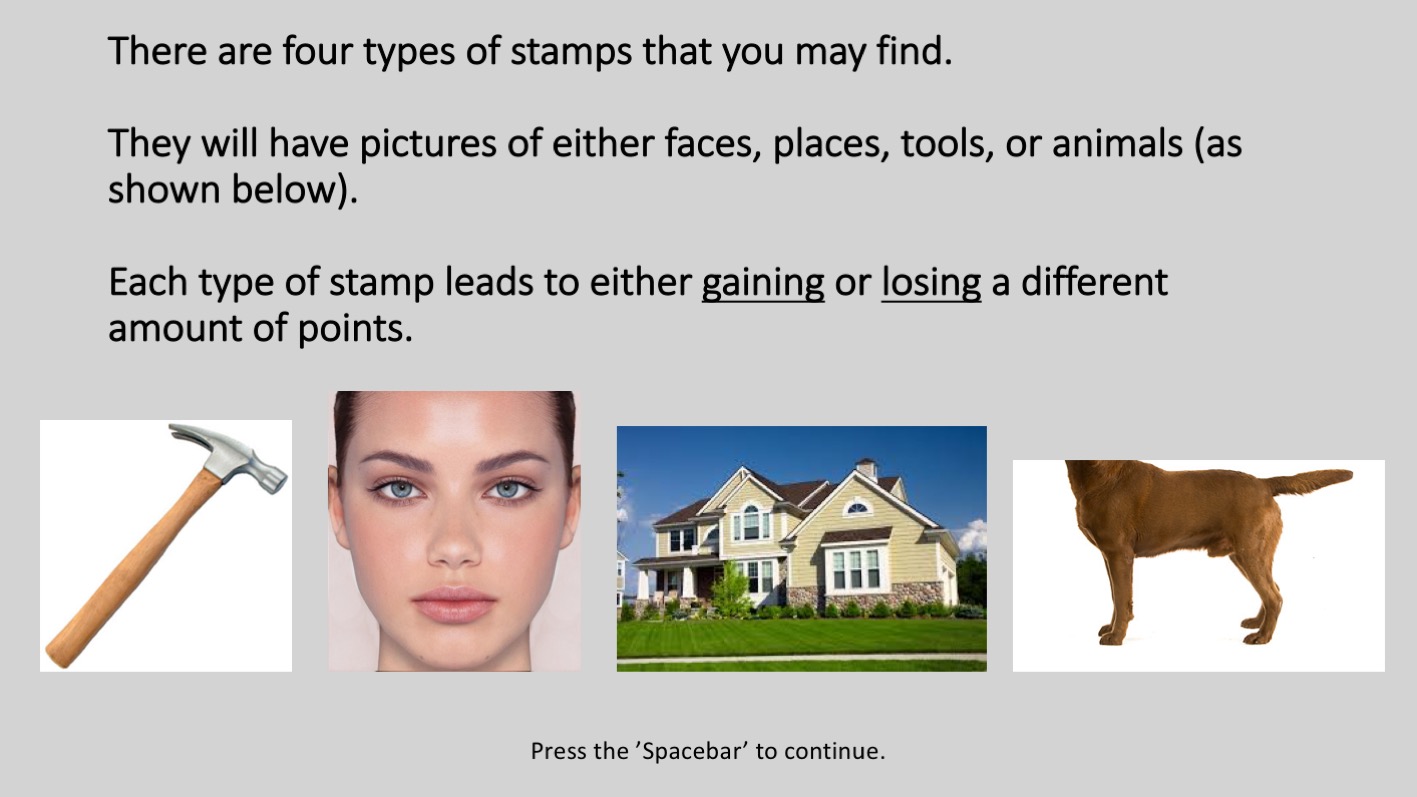 There are four types of stamps that you may find.
They will have pictures of either faces, places, tools, or animals (as
shown below).
Each type of stamp leads to either gaining or losing a different
amount of points.
Press the ’Spacebar’ to continue.